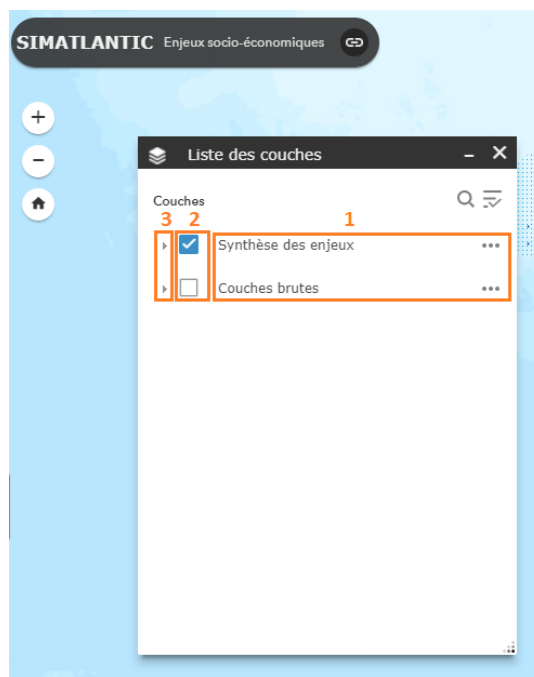 SIMATLANTIC Enjeux socio-économiques
Liste des couches
Couches
3 2 1
Synthèse des enjeux
Couches brutes